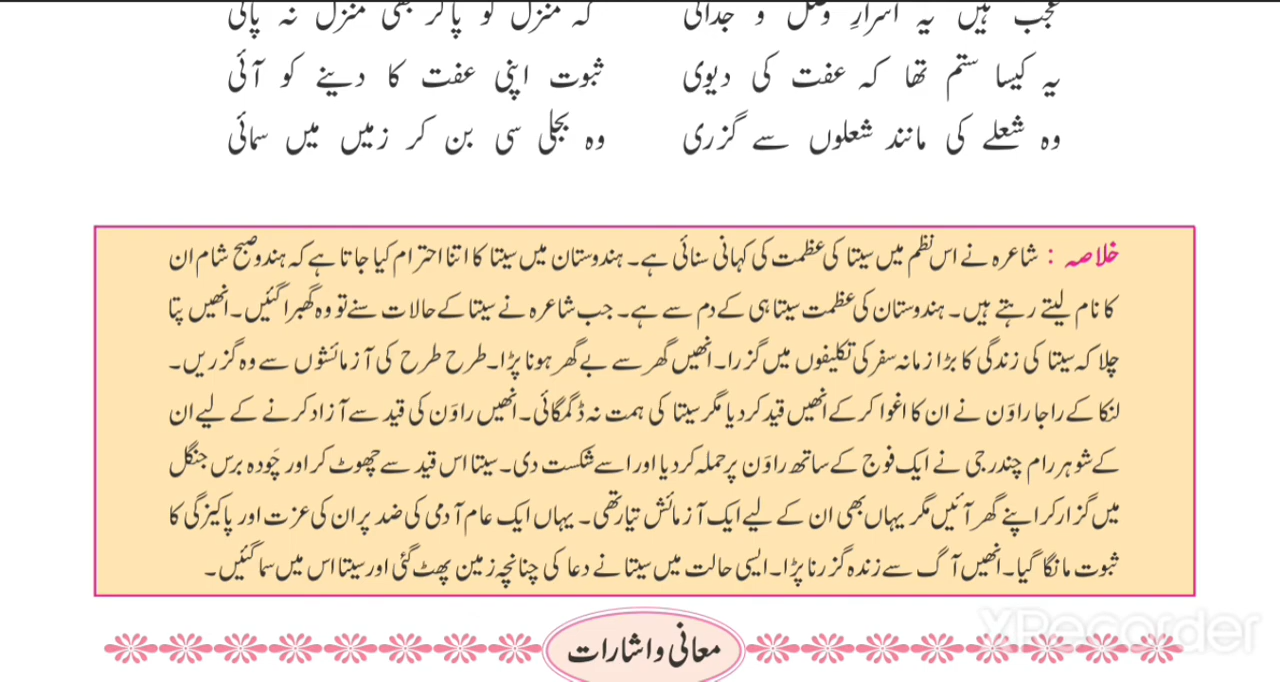 عجب ہیں یہ اسرارِ وصل و جدائی کہ منزل کو پا کر بھی منزل نہ پائی
یہ کیسا ستم تھا کہ عفت کی دیوی ثبوت اپنی عفت کا دینے کو آئی
وہ شعلے کی مانند شعلوں سے گزری وہ بجلی سی بن کر زمیں میں سمائی
خلاصہ : شاعرہ نے اس نظم میں سیتا کی عظمت کی کہانی سنائی ہے۔ ہندوستان میں سیتا کا اتنا احترام کیا جاتا ہے کہ ہندو صبح شام ان
کا نام لیتے رہتے ہیں۔ ہندوستان کی عظمت سیتا ہی کے دم سے ہے۔ جب شاعرہ نے سیتا کے حالات سنے تو وہ گھبرا گئیں۔ انھیں پتا
چلا کہ سیتا کی زندگی کا بڑا زمانہ سفر کی تکلیفوں میں گزرا۔ انھیں گھر سے بے گھر ہونا پڑا۔ طرح طرح کی آزمائشوں سے وہ گزریں۔
لنکا کے راجا راوَن نے ان کا اغوا کر کے انھیں قید کر دیا مگر سیتا کی ہمت نہ ڈگمگائی۔ انھیں راوَن کی قید سے آزاد کرنے کے لیے ان
کے شوہر رام چندر جی نے ایک فوج کے ساتھ راوَن پر حملہ کر دیا اور اسے شکست دی۔ سیتا اس قید سے چھوٹ کر اور چَودہ برس جنگل
میں گزار کر اپنے گھر آئیں مگر یہاں بھی ان کے لیے ایک آزمائش تیار تھی۔ یہاں ایک عام آدمی کی ضد پر ان کی عزت اور پاکیزگی کا
ثبوت مانگا گیا۔ انھیں آگ سے زندہ گزرنا پڑا۔ ایسی حالت میں سیتا نے دعا کی چنانچہ زمین پھٹ گئی اور سیتا اس میں سما گئیں۔
XRecorder
معانی و اشارات